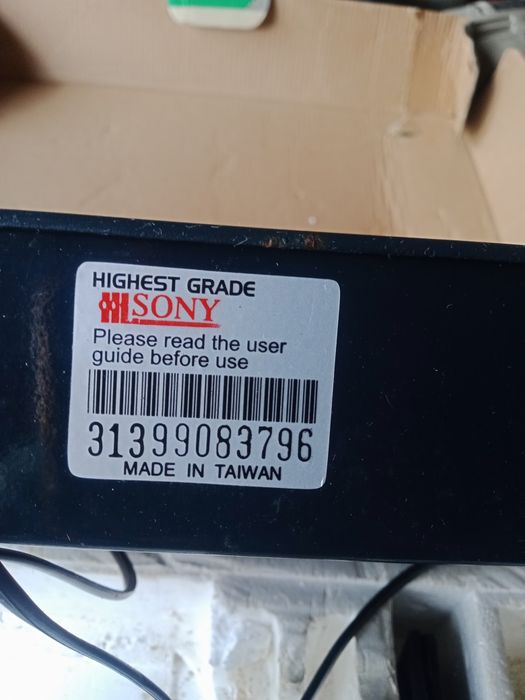 HIGHEST GRADE
SONY
Please read the user
guide before use
31399083796
MADE IN TAIWAN